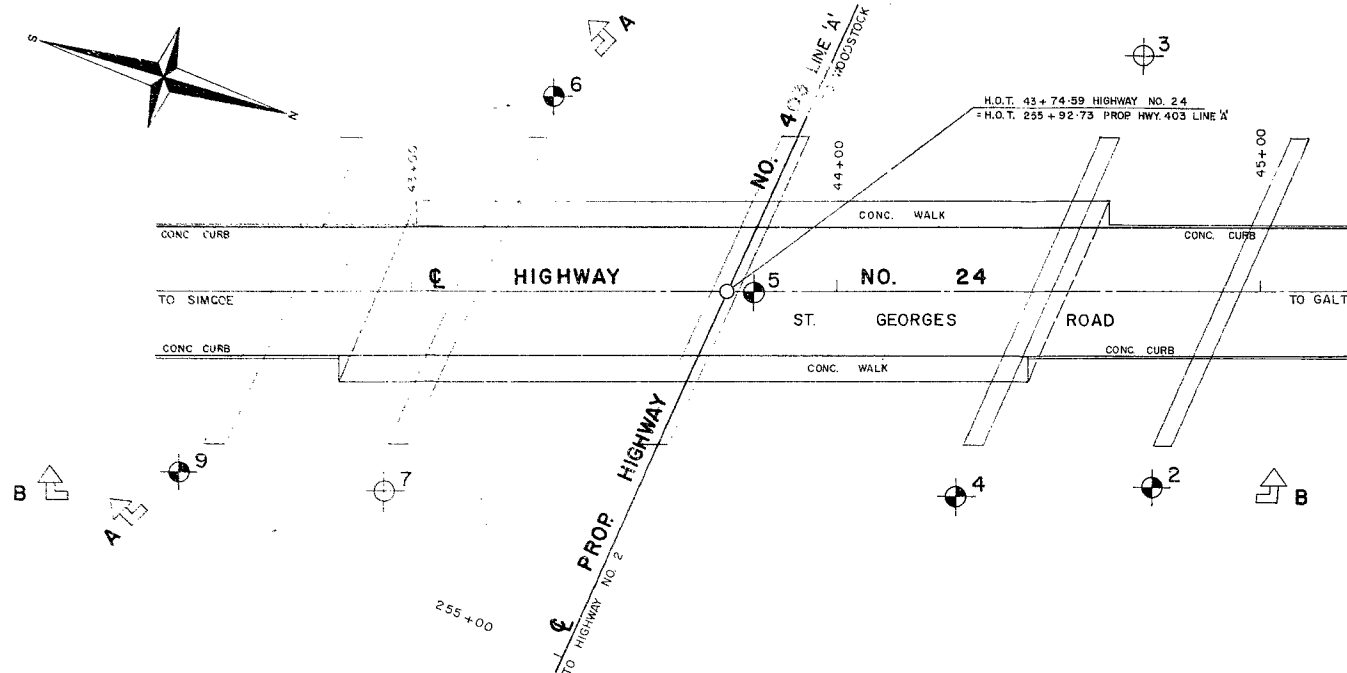 A
6
3
S
N
H.O.T. 43+74·59 HIGHWAY NO. 24
= H.O.T. 255+92·73 PROP HWY. 403 LINE 'A'
PROP. HIGHWAY NO. 403 LINE 'A'
WOODSTOCK
43+00
44+00
45+00
CONC. WALK
CONC CURB
CONC. CURB
℄ HIGHWAY NO. 24
5
TO SIMCOE
TO GALT
ST. GEORGES ROAD
CONC CURB
CONC. CURB
CONC. WALK
9
7
4
2
B
A
B
255+00
℄
TO HIGHWAY NO. 2